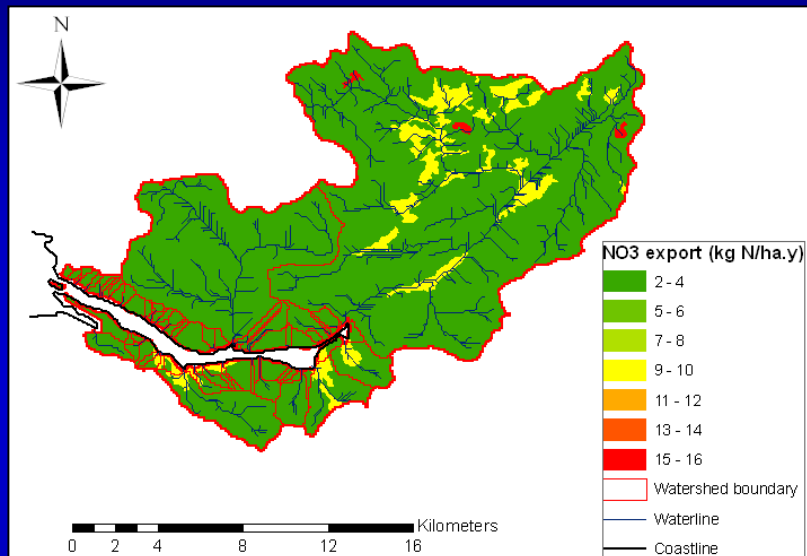 N
NO3 export (kg N/ha.y)
2 - 4
5 - 6
7 - 8
9 - 10
11 - 12
13 - 14
15 - 16
Watershed boundary
Waterline
Coastline
Kilometers
0 2 4 8 12 16